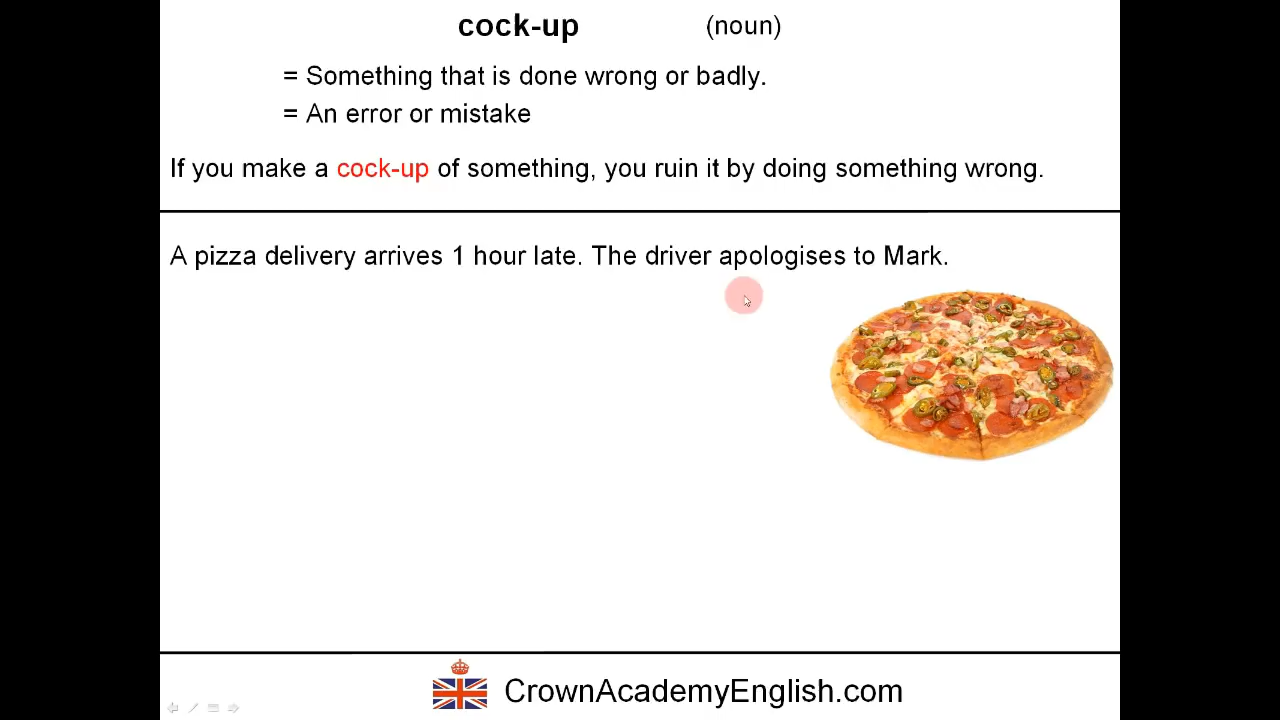 cock-up (noun)
= Something that is done wrong or badly.
= An error or mistake
If you make a cock-up of something, you ruin it by doing something wrong.
A pizza delivery arrives 1 hour late. The driver apologises to Mark.
CrownAcademyEnglish.com